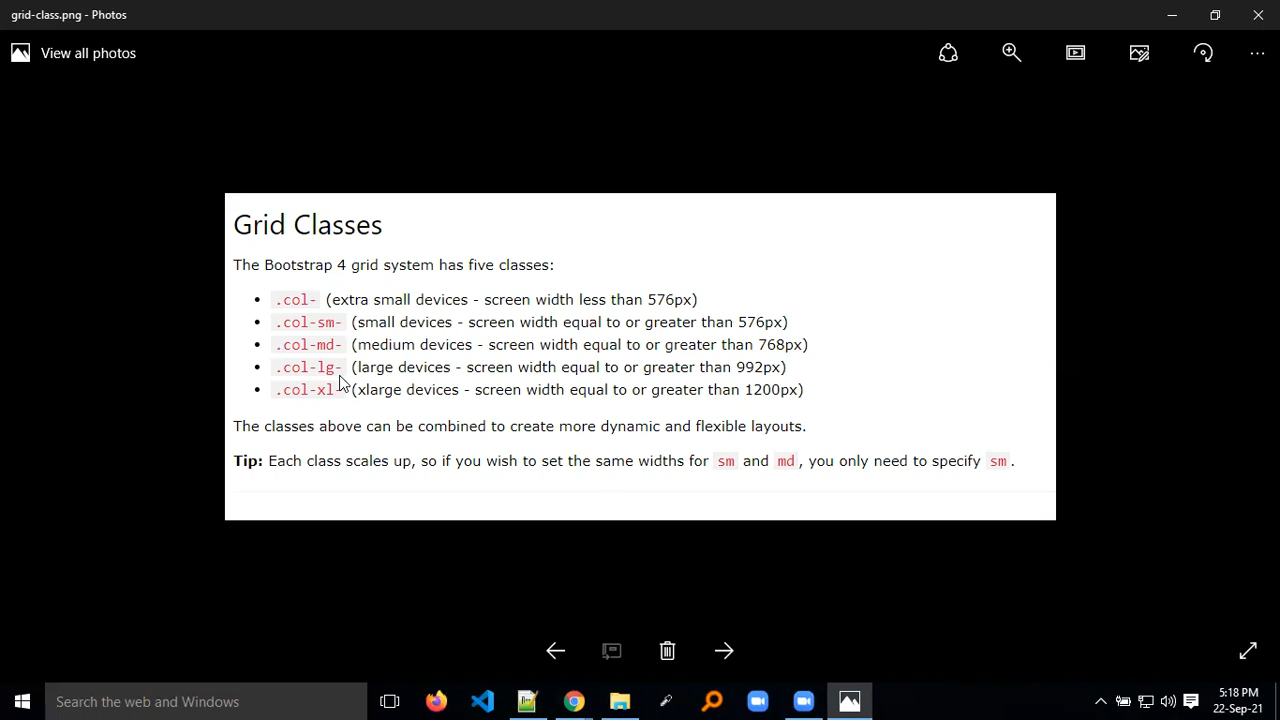 grid-class.png - Photos
View all photos
Grid Classes
The Bootstrap 4 grid system has five classes:
• .col- (extra small devices - screen width less than 576px)
• .col-sm- (small devices - screen width equal to or greater than 576px)
• .col-md- (medium devices - screen width equal to or greater than 768px)
• .col-lg- (large devices - screen width equal to or greater than 992px)
• .col-xl- (xlarge devices - screen width equal to or greater than 1200px)
The classes above can be combined to create more dynamic and flexible layouts.
Tip: Each class scales up, so if you wish to set the same widths for sm and md, you only need to specify sm.
Search the web and Windows
5:18 PM
22-Sep-21